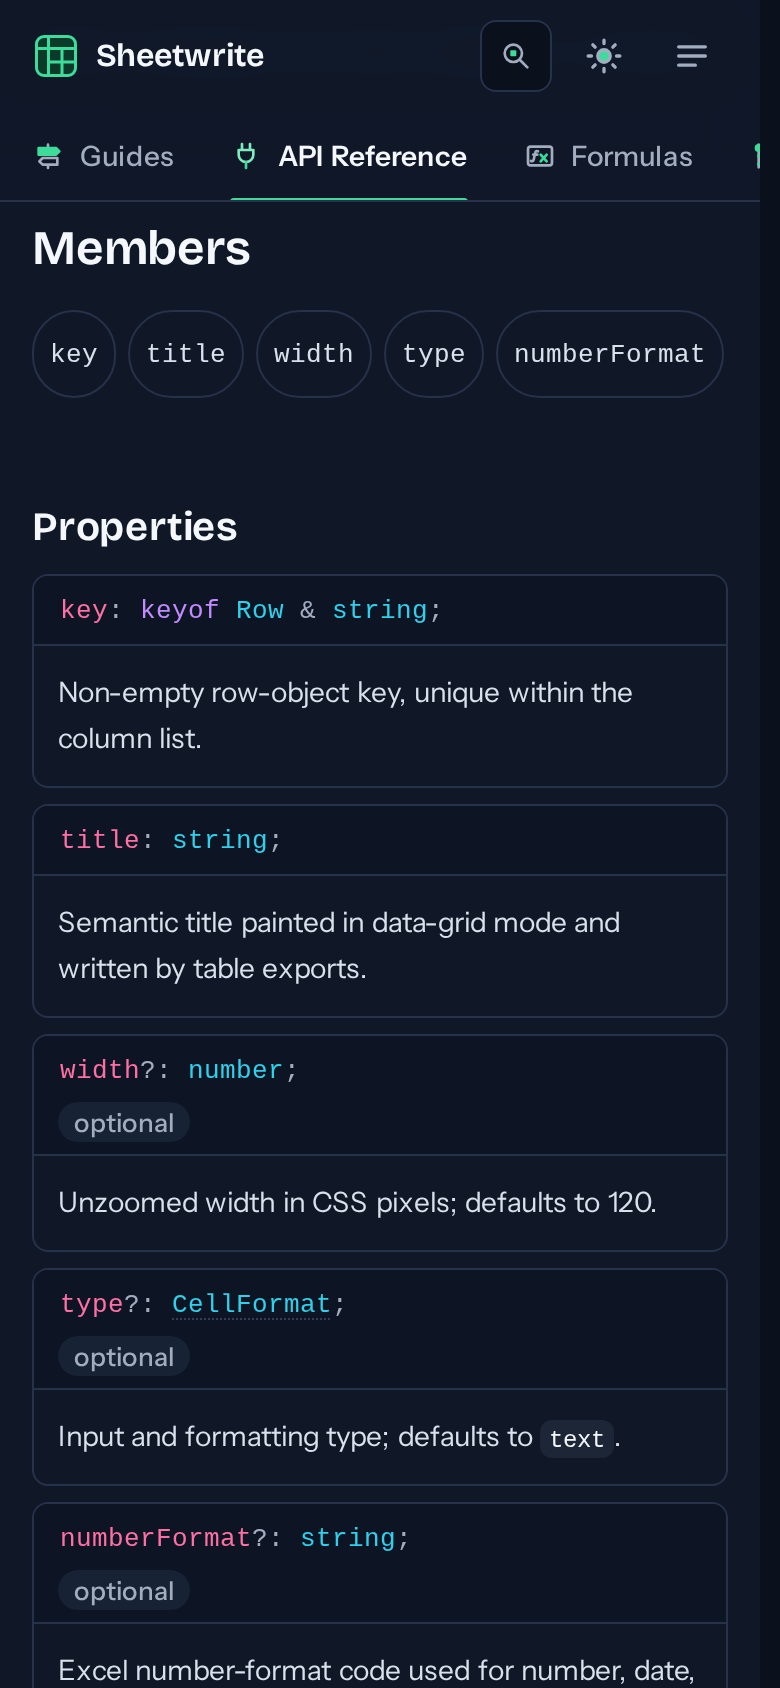 Sheetwrite
Guides
API Reference
Formulas
Members
key
title
width
type
numberFormat
Properties
key: keyof Row & string;
Non-empty row-object key, unique within the
column list.
title: string;
Semantic title painted in data-grid mode and
written by table exports.
width?: number;
optional
Unzoomed width in CSS pixels; defaults to 120.
type?: CellFormat;
optional
Input and formatting type; defaults to text.
numberFormat?: string;
optional
Excel number-format code used for number, date,